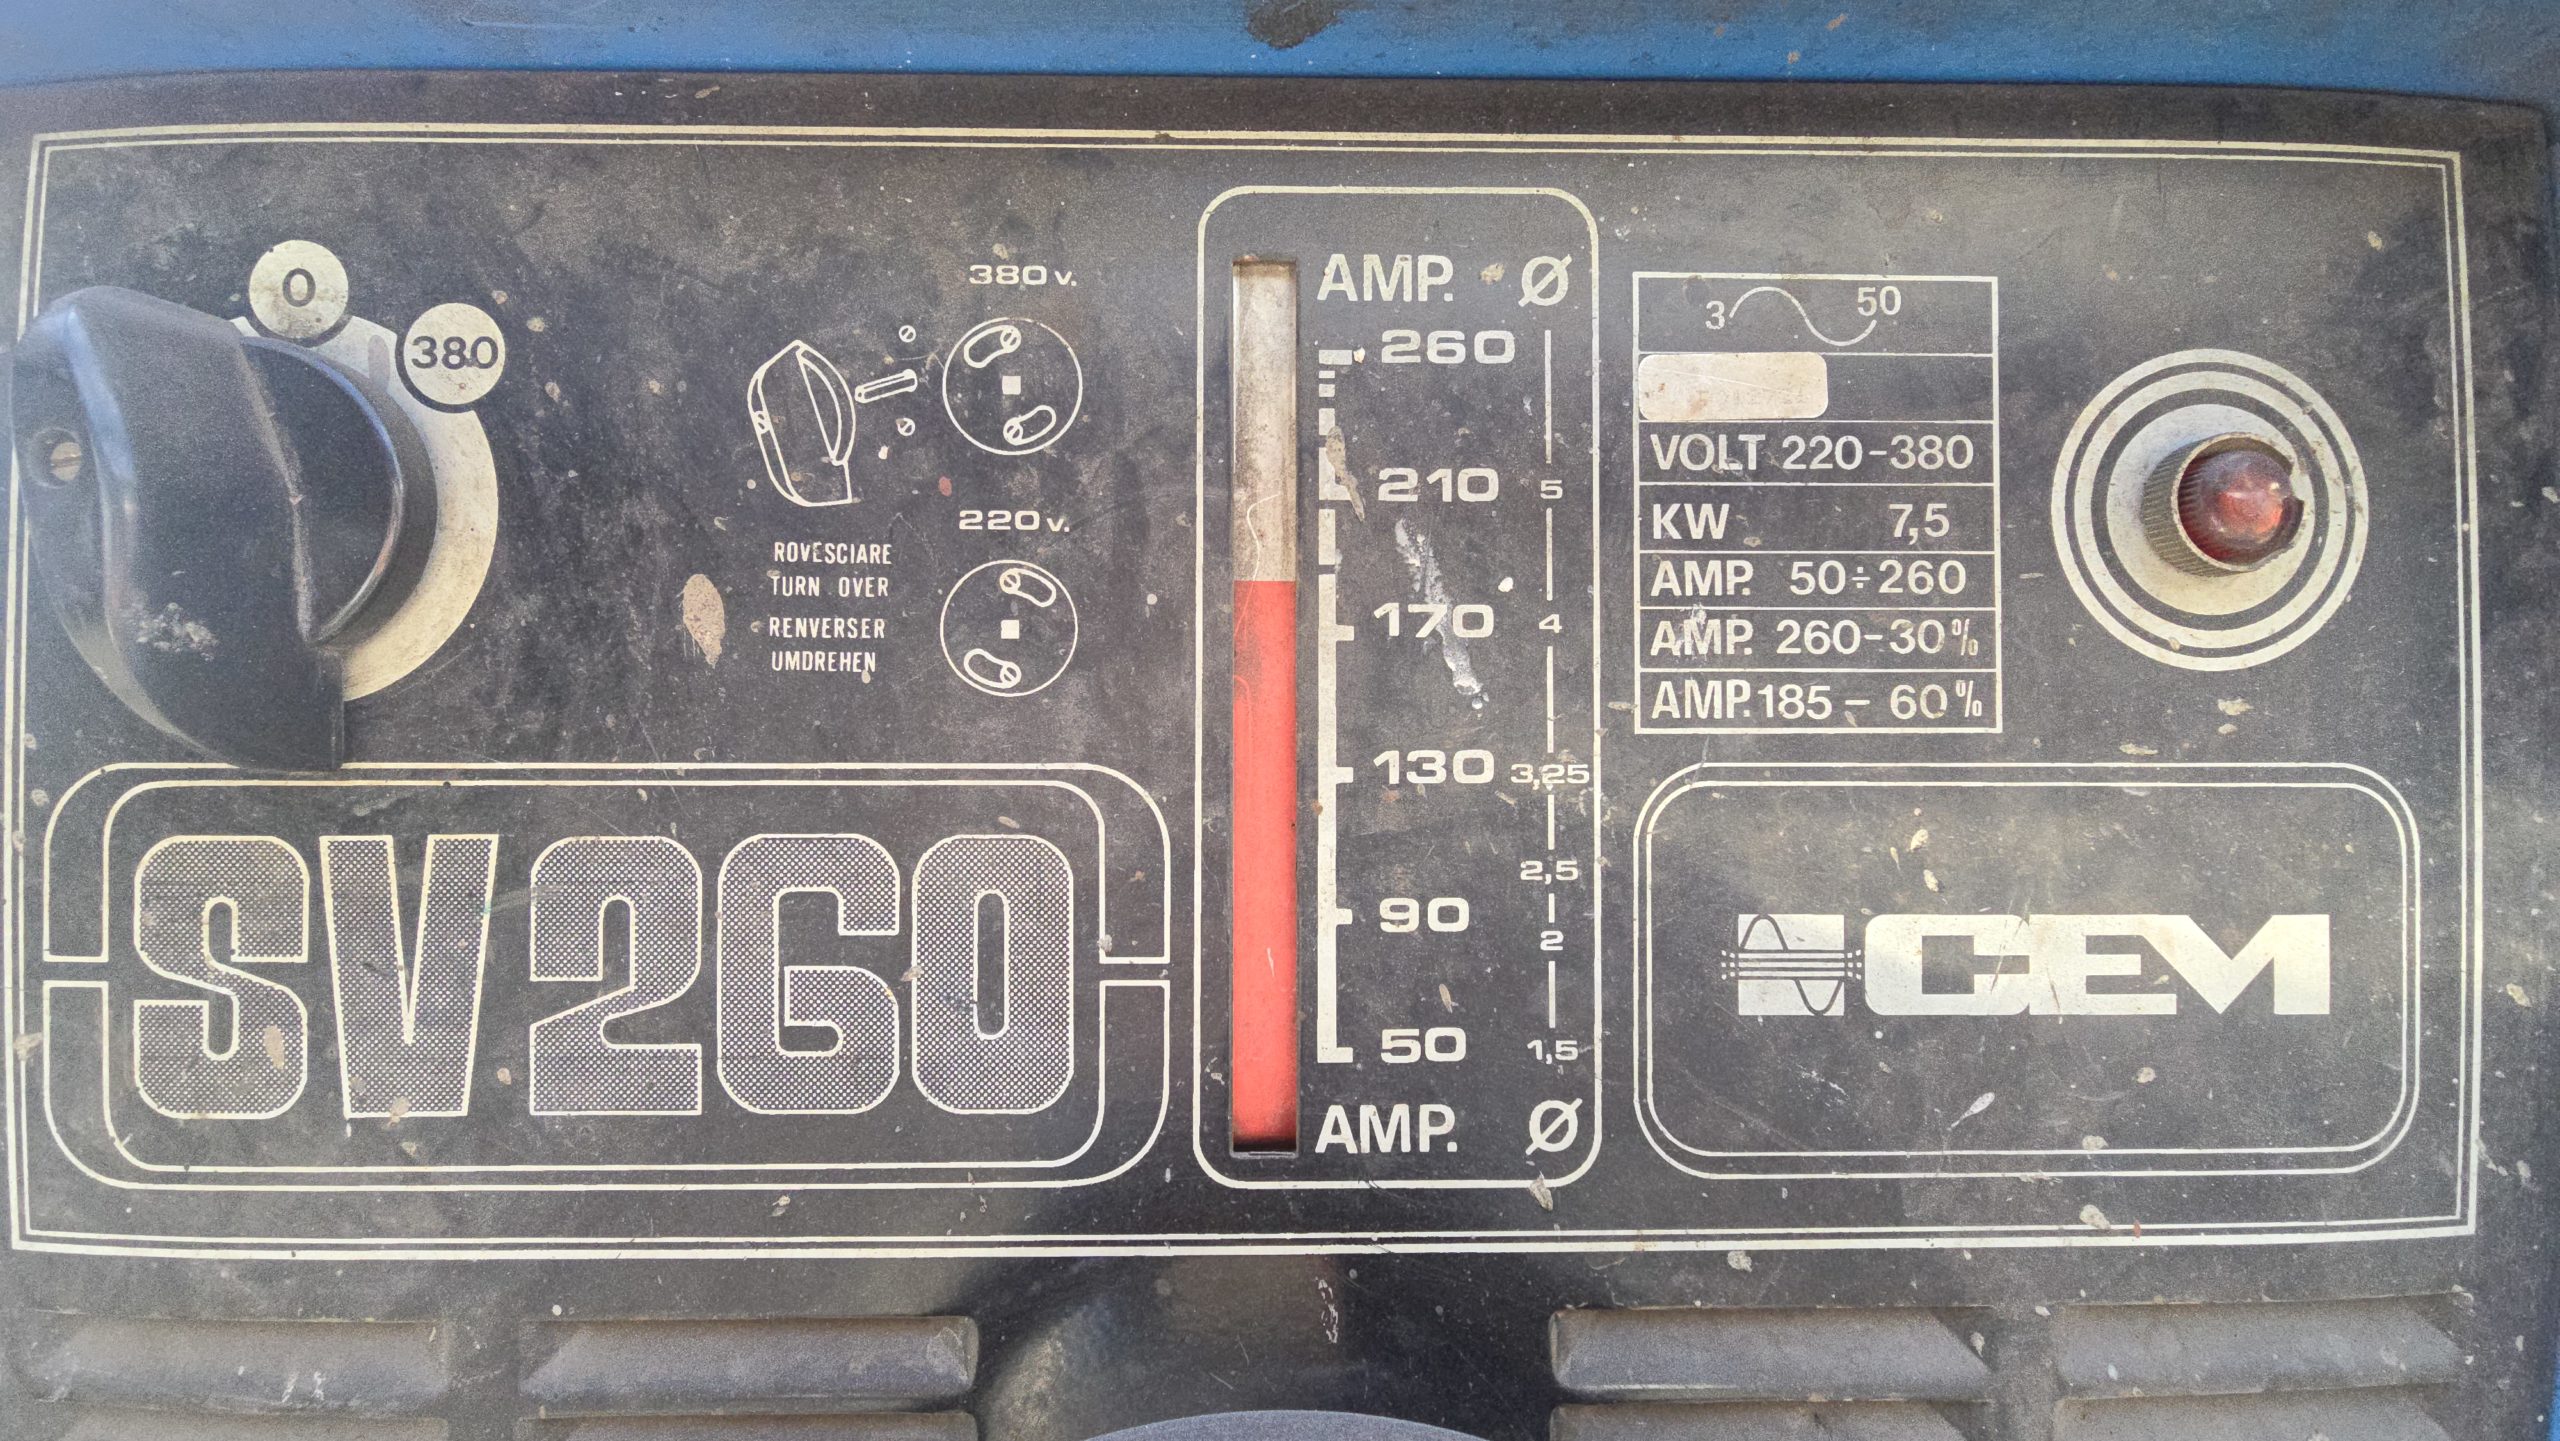 0
380
380 v.
220 v.
ROVESCIARE
TURN OVER
RENVERSER
UMDREHEN
SV260
AMP. Ø
260
210 5
170 4
130 3,25
2,5
90
2
50 1,5
AMP. Ø
3 50
VOLT 220-380
KW 7,5
AMP. 50÷260
AMP. 260-30%
AMP. 185 - 60%
CEM